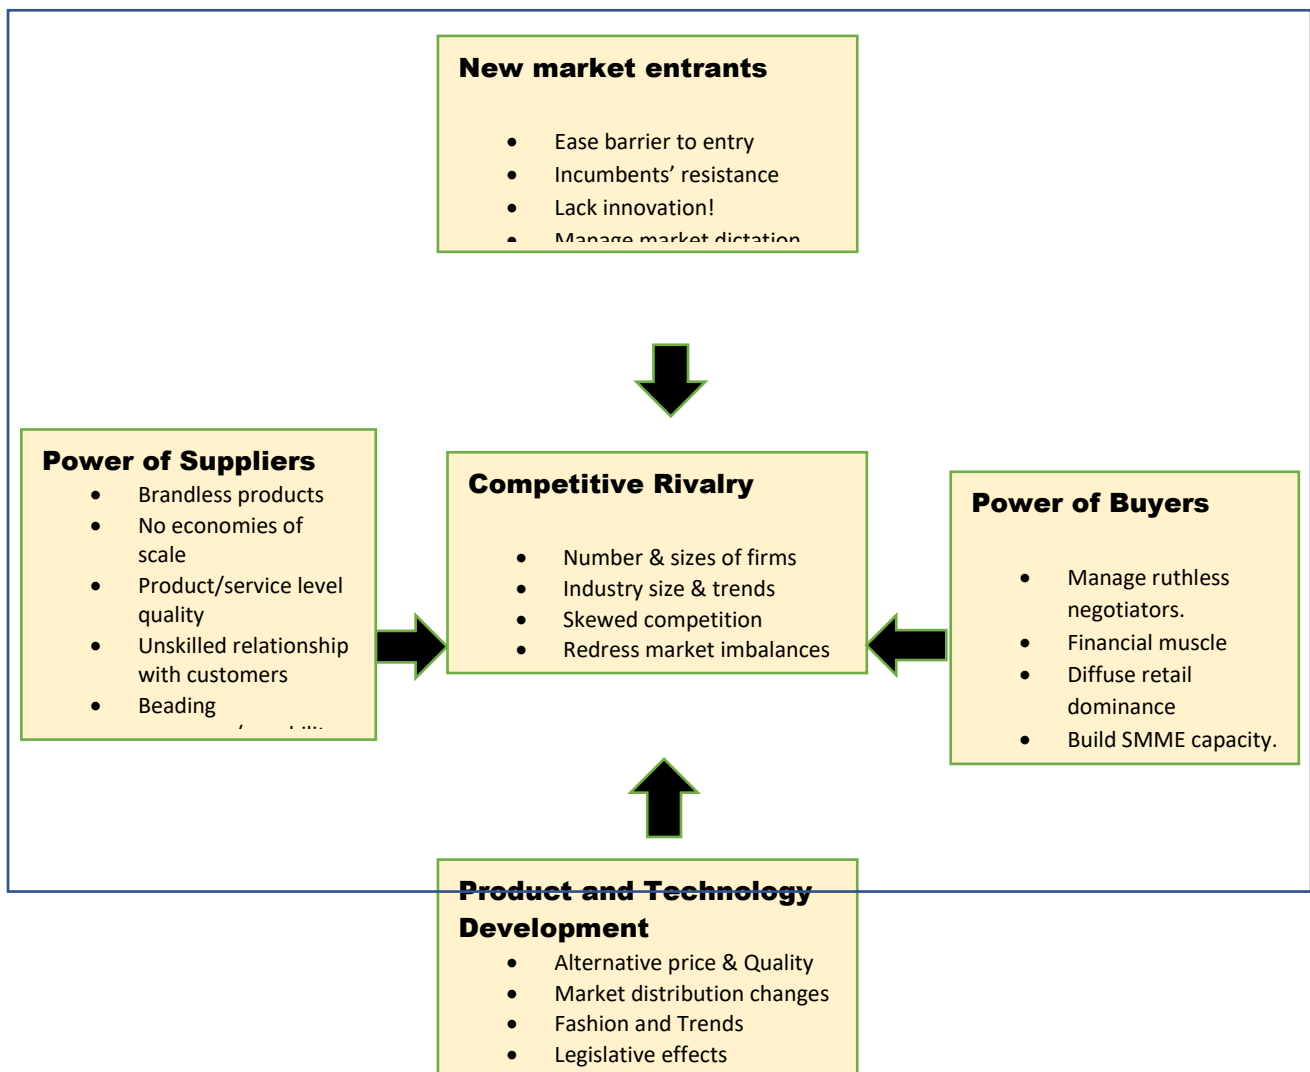 New market entrants
• Ease barrier to entry
• Incumbents’ resistance
• Lack innovation!
• Manage market dictation
Power of Suppliers
• Brandless products
• No economies of
scale
• Product/service level
quality
• Unskilled relationship
with customers
• Beading
Competitive Rivalry
• Number & sizes of firms
• Industry size & trends
• Skewed competition
• Redress market imbalances
Power of Buyers
• Manage ruthless
negotiators.
• Financial muscle
• Diffuse retail
dominance
• Build SMME capacity.
Product and Technology
Development
• Alternative price & Quality
• Market distribution changes
• Fashion and Trends
• Legislative effects